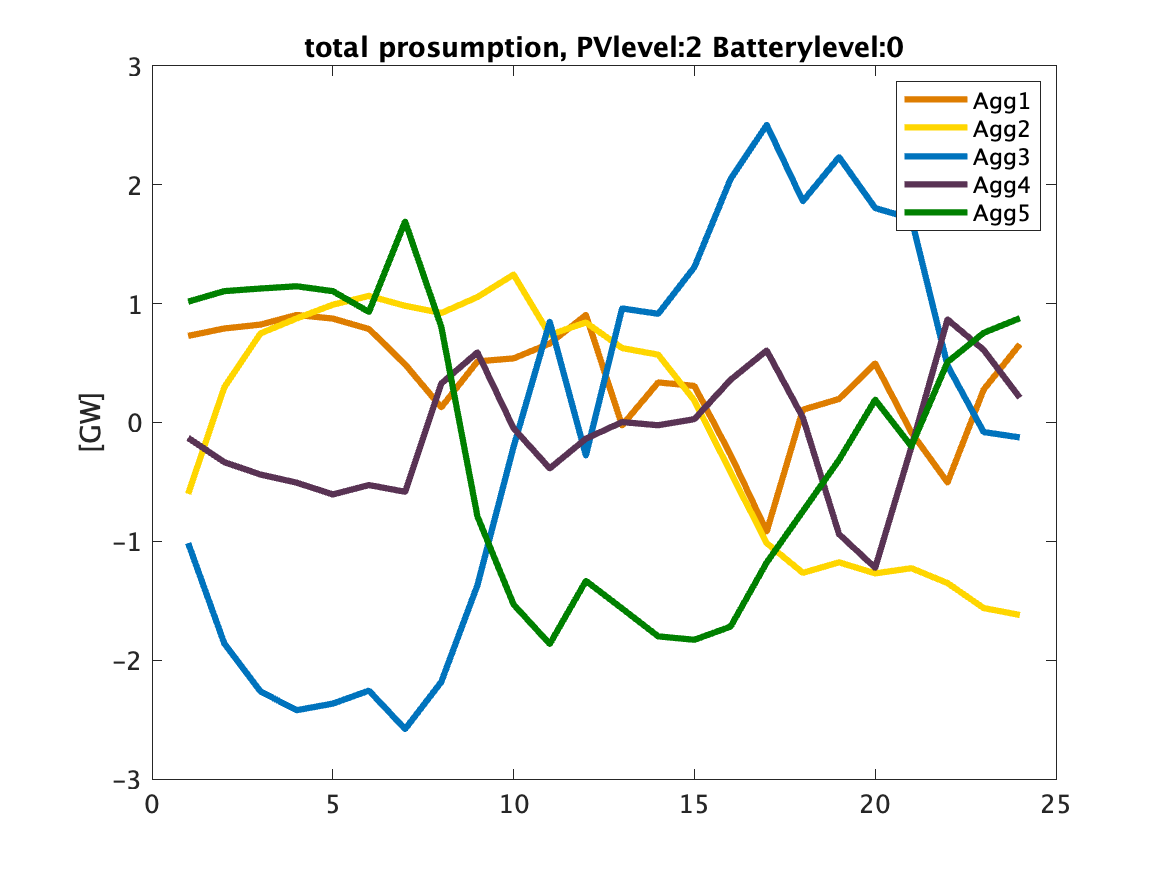 total prosumption, PVlevel:2 Batterylevel:0
3
2
1
0
−1
−2
−3
[GW]
0 5 10 15 20 25
Agg1
Agg2
Agg3
Agg4
Agg5